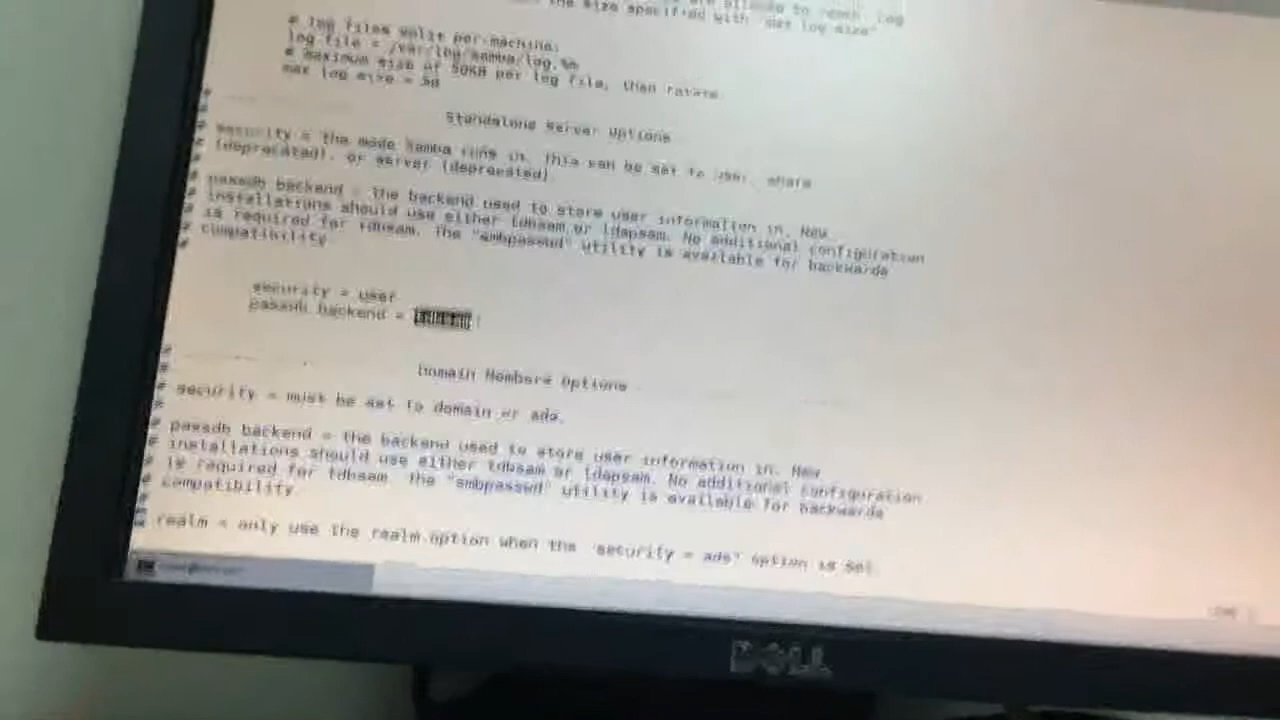 the size specified with "max log size"
# log files split per-machine:
log file = /var/log/samba/log.%m
# maximum size of 50KB per log file, then rotate
max log size = 50
#
Standalone Server Options
#
# security = the mode Samba runs in. This can be set to user, share
# (deprecated), or server (deprecated)
#
# passdb backend = the backend used to store user information in. New
# installations should use either tdbsam or ldapsam. No additional configuration
# is required for tdbsam. The "smbpasswd" utility is available for backwards
# compatibility
#
security = user
passdb backend =
#
Domain Members Options
#
# security = must be set to domain or ads.
#
# passdb backend = the backend used to store user information in. New
# installations should use either tdbsam or ldapsam. No additional configuration
# is required for tdbsam. The "smbpasswd" utility is available for backwards
# compatibility
#
# realm = only use the realm option when the "security = ads" option is set
DELL